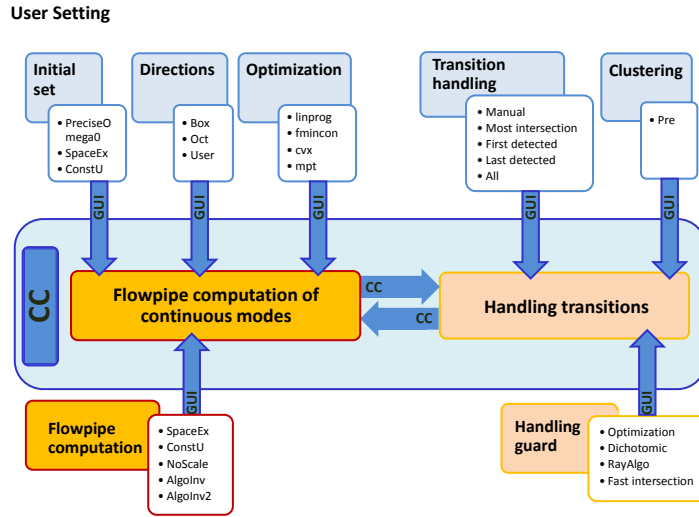 User Setting
Initial
set
• PreciseO
mega0
• SpaceEx
• ConstU
Directions
• Box
• Oct
• User
Optimization
• linprog
• fmincon
• cvx
• mpt
Transition
handling
• Manual
• Most intersection
• First detected
• Last detected
• All
Clustering
• Pre
GUI
GUI
GUI
GUI
GUI
CC
Flowpipe computation of
continuous modes
CC
CC
Handling transitions
GUI
GUI
Flowpipe
computation
• SpaceEx
• ConstU
• NoScale
• AlgoInv
• AlgoInv2
Handling
guard
• Optimization
• Dichotomic
• RayAlgo
• Fast intersection